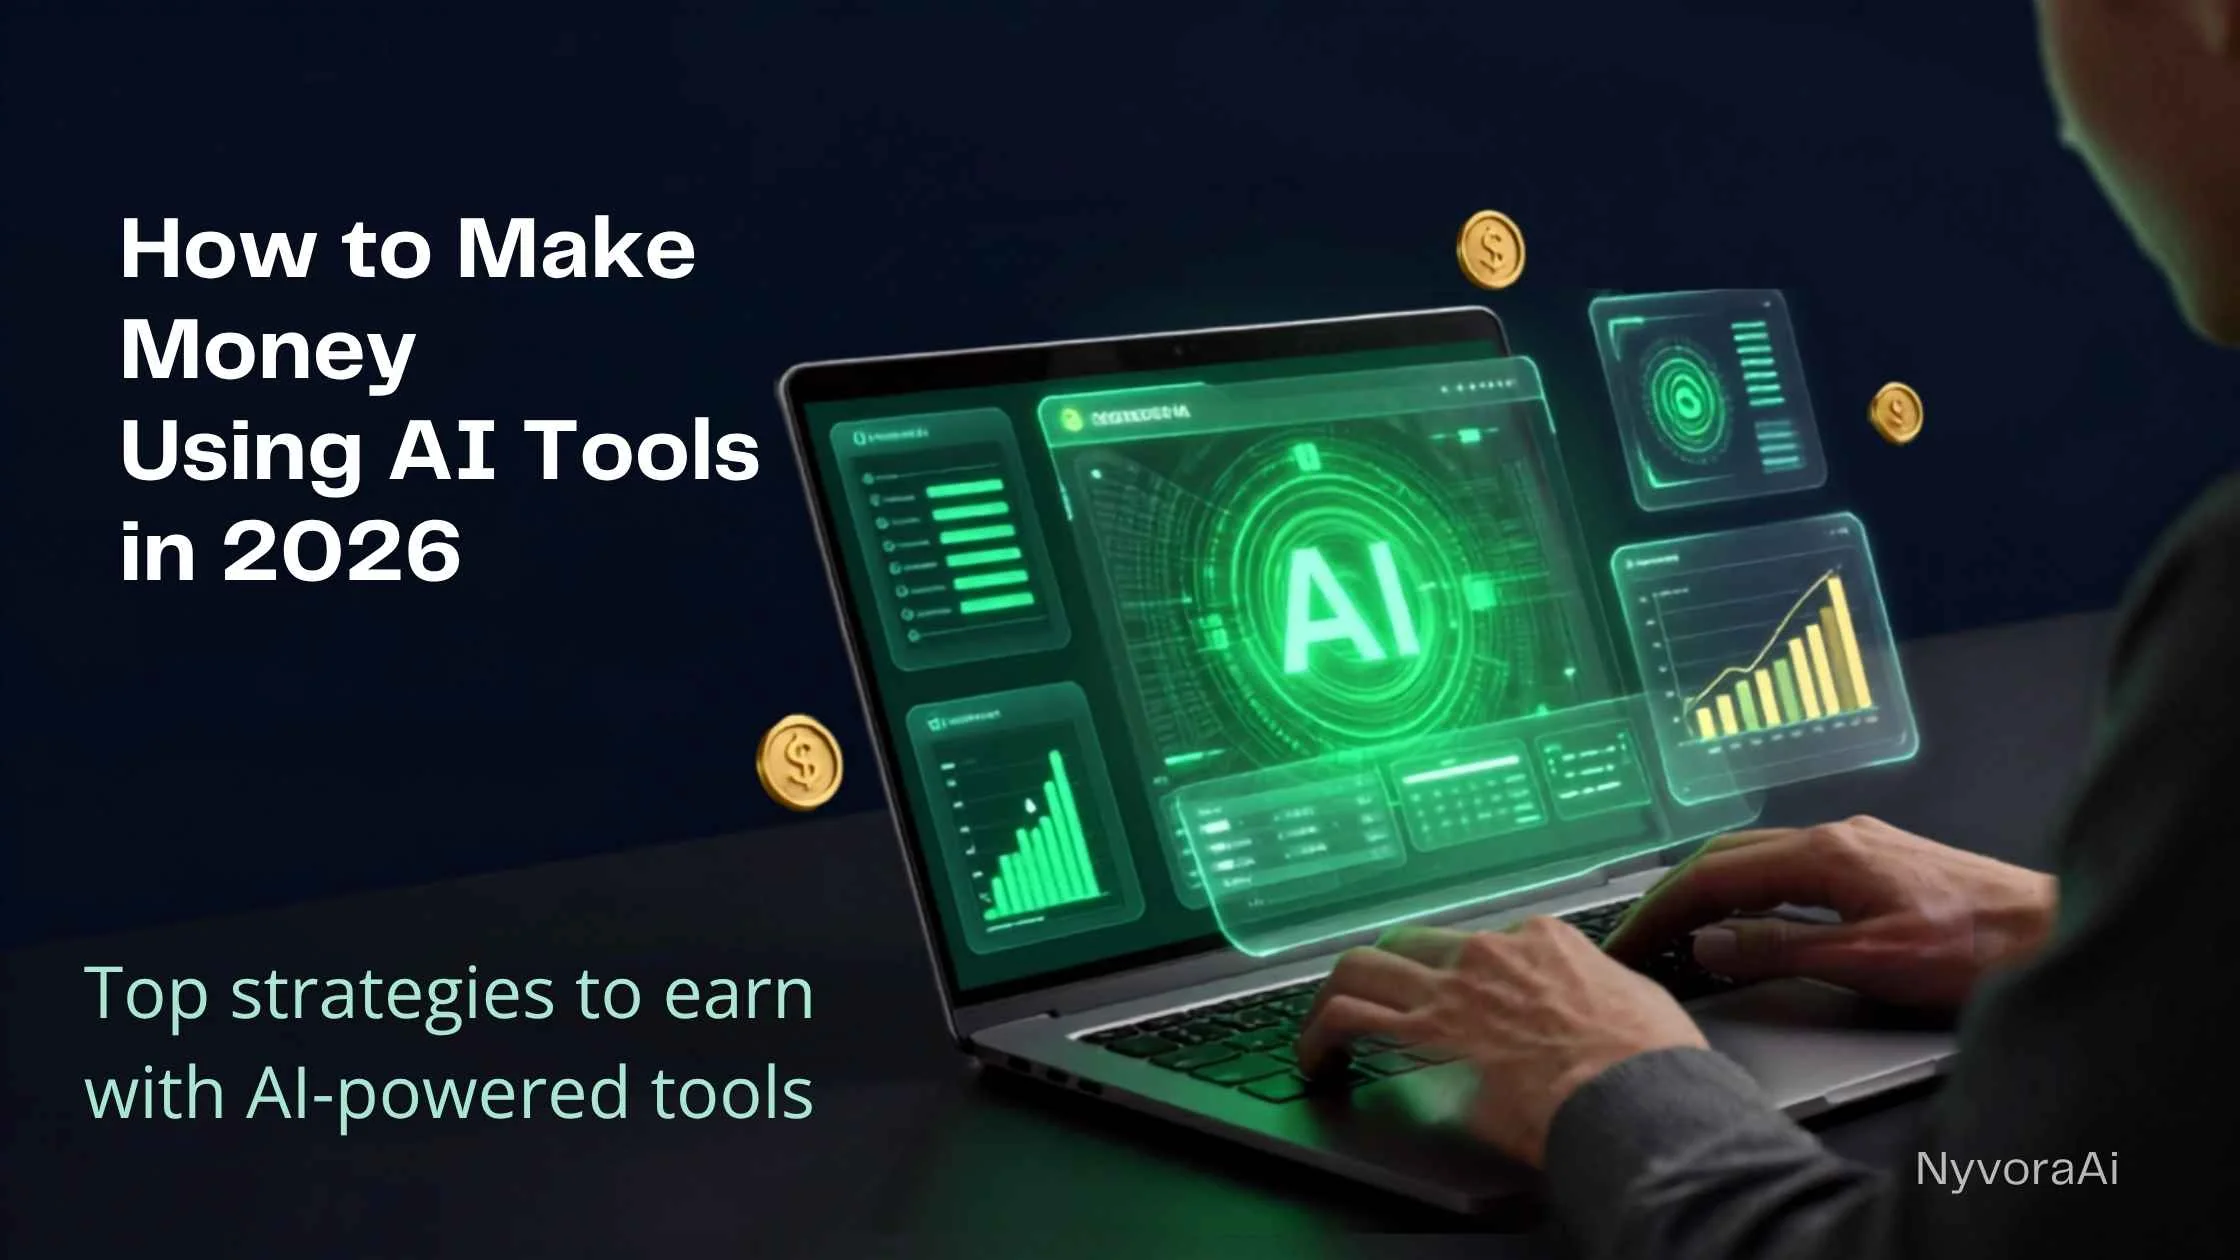 How to Make
Money
Using AI Tools
in 2026
AI
Top strategies to earn
with AI-powered tools
NyvoraAi